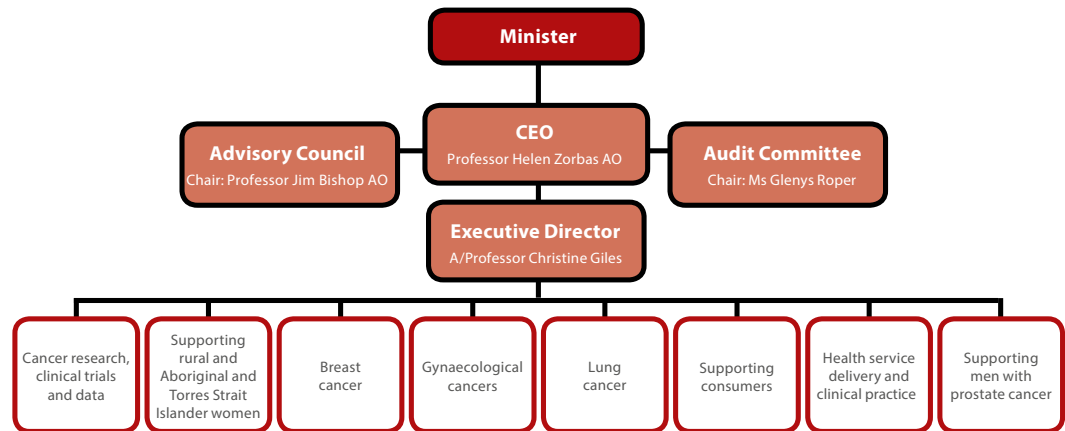 Minister
CEO
Professor Helen Zorbas AO
Advisory Council
Chair: Professor Jim Bishop AO
Audit Committee
Chair: Ms Glenys Roper
Executive Director
A/Professor Christine Giles
Cancer research,
clinical trials
and data
Supporting
rural and
Aboriginal and
Torres Strait
Islander women
Breast
cancer
Gynaecological
cancers
Lung
cancer
Supporting
consumers
Health service
delivery and
clinical practice
Supporting
men with
prostate cancer